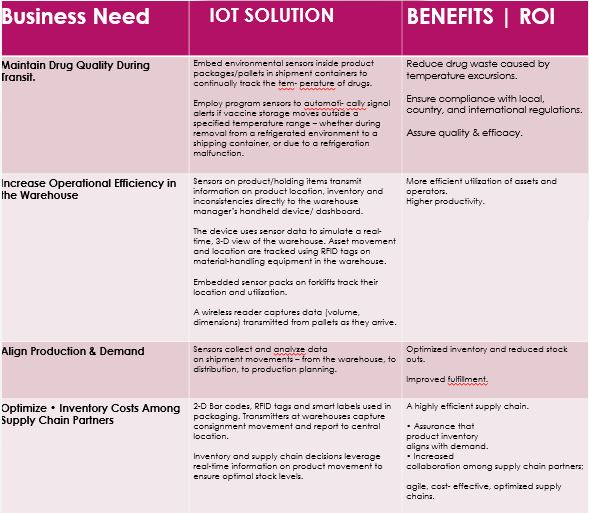 Business Need
IOT SOLUTION
BENEFITS | ROI
Maintain Drug Quality During
Transit.
Embed environmental sensors inside product
packages/pallets in shipment containers to
continually track the tem- perature of drugs.
Employ program sensors to automati- cally signal
alerts if vaccine storage moves outside a
specified temperature range – whether during
removal from a refrigerated environment to a
shipping container, or due to a refrigeration
malfunction.
Reduce drug waste caused by
temperature excursions.
Ensure compliance with local,
country, and international regulations.
Assure quality & efficacy.
Increase Operational Efficiency in
the Warehouse
Sensors on product/holding items transmit
information on product location, inventory and
inconsistencies directly to the warehouse
manager's handheld device/ dashboard.
The device uses sensor data to simulate a real-
time, 3-D view of the warehouse. Asset movement
and location are tracked using RFID tags on
material-handling equipment in the warehouse.
Embedded sensor packs on forklifts track their
location and utilization.
A wireless reader captures data (volume,
dimensions) transmitted from pallets as they arrive.
More efficient utilization of assets and
operators.
Higher productivity.
Align Production & Demand
Sensors collect and analyze data
on shipment movements – from the warehouse, to
distribution, to production planning.
Optimized inventory and reduced stock
outs.
Improved fulfillment.
Optimize • Inventory Costs Among
Supply Chain Partners
2-D Bar codes, RFID tags and smart labels used in
packaging. Transmitters at warehouses capture
consignment movement and report to central
location.
Inventory and supply chain decisions leverage
real-time information on product movement to
ensure optimal stock levels.
A highly efficient supply chain.
• Assurance that
product inventory
aligns with demand.
• Increased
collaboration among supply chain partners;
agile, cost- effective, optimized supply
chains.